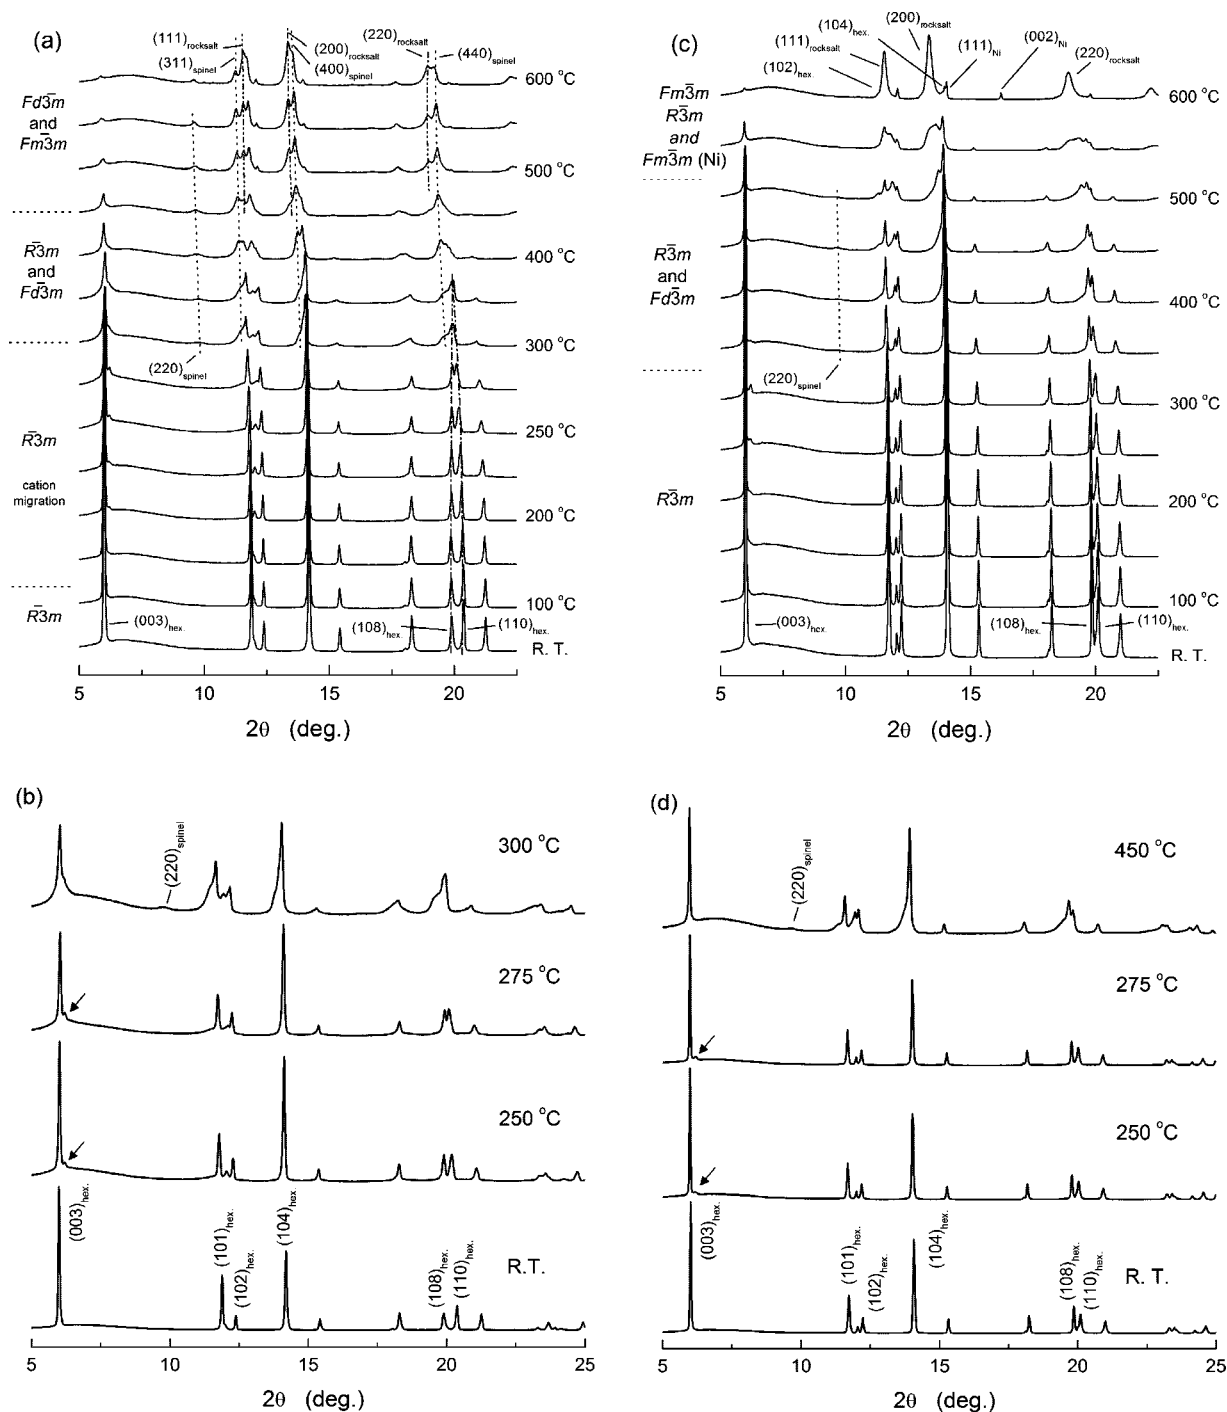 (a)
(111)rocksalt
(311)spinel
(200)rocksalt
(400)spinel
(220)rocksalt
(440)spinel
Fd3̅m
and
Fm3̅m
R3̅m
and
Fd3̅m
R3̅m
cation
migration
R3̅m
600 °C
500 °C
400 °C
300 °C
250 °C
200 °C
100 °C
R. T.
(220)spinel
(003)hex.
(108)hex.
(110)hex.
5 10 15 20
2θ (deg.)
(c)
(102)hex.
(111)rocksalt
(104)hex.
(200)rocksalt
(111)Ni
(002)Ni
(220)rocksalt
Fm3̅m
R3̅m
and
Fm3̅m (Ni)
R3̅m
and
Fd3̅m
R3̅m
600 °C
500 °C
400 °C
300 °C
200 °C
100 °C
R. T.
(220)spinel
(003)hex.
(108)hex.
(110)hex.
5 10 15 20
2θ (deg.)
(b)
(220)spinel
300 °C
275 °C
250 °C
R.T.
(003)hex.
(101)hex.
(102)hex.
(104)hex
(108)hex.
(110)hex.
5 10 15 20 25
2θ (deg.)
(d)
(220)spinel
450 °C
275 °C
250 °C
R. T.
(003)hex.
(101)hex.
(102)hex.
(104)hex.
(108)hex.
(110)hex.
5 10 15 20 25
2θ (deg.)